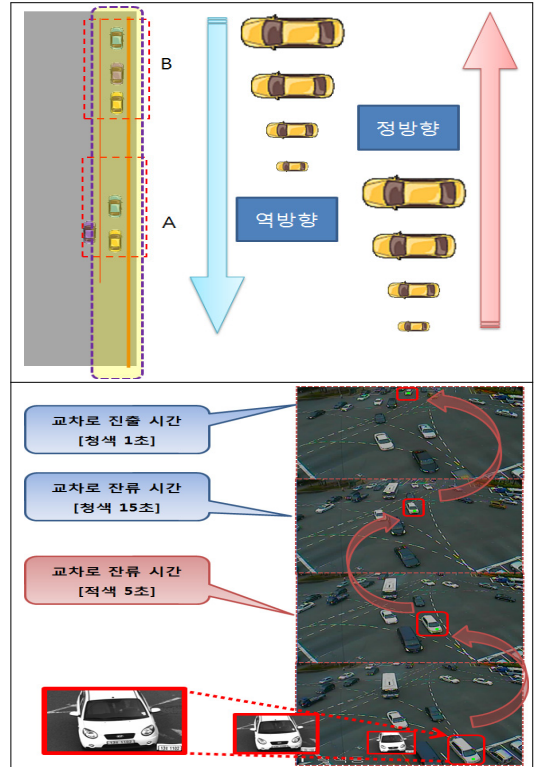 B
정방향
역방향
A
교차로 진출 시간
[청색 1초]
교차로 잔류 시간
[청색 15초]
교차로 잔류 시간
[적색 5초]